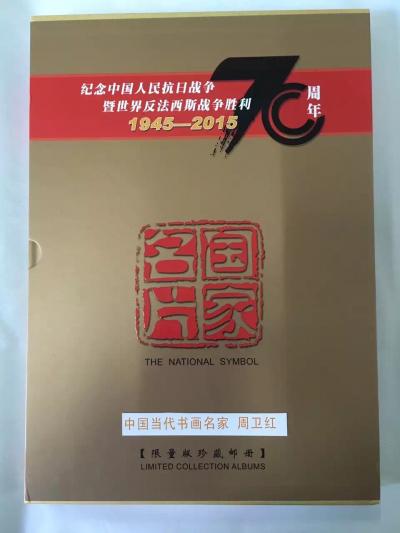 纪念中国人民抗日战争
暨世界反法西斯战争胜利
1945—2015
70
周年
国家
名片
THE NATIONAL SYMBOL
中国当代书画名家 周卫红
【限量版珍藏邮册】
LIMITED COLLECTION ALBUMS